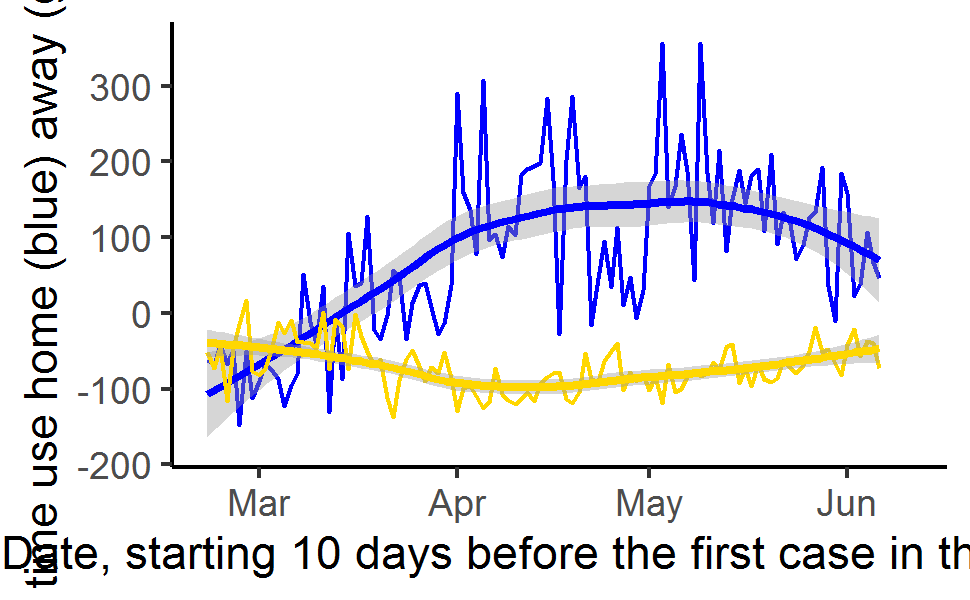 time use home (blue) away (
300
200
100
0
-100
-200
Mar Apr May Jun
Date, starting 10 days before the first case in th